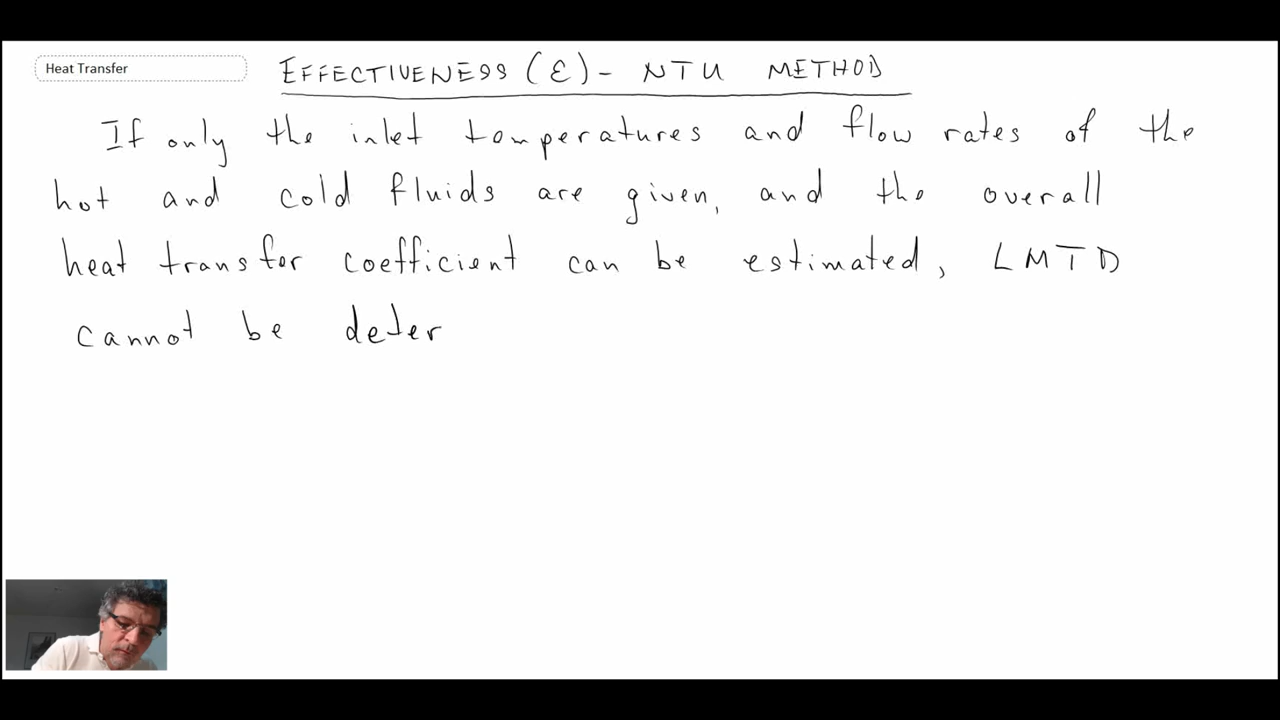 Heat Transfer
EFFECTIVENESS (ε) - NTU METHOD
If only the inlet temperatures and flow rates of the
hot and cold fluids are given, and the overall
heat transfer coefficient can be estimated, LMTD
cannot be deter